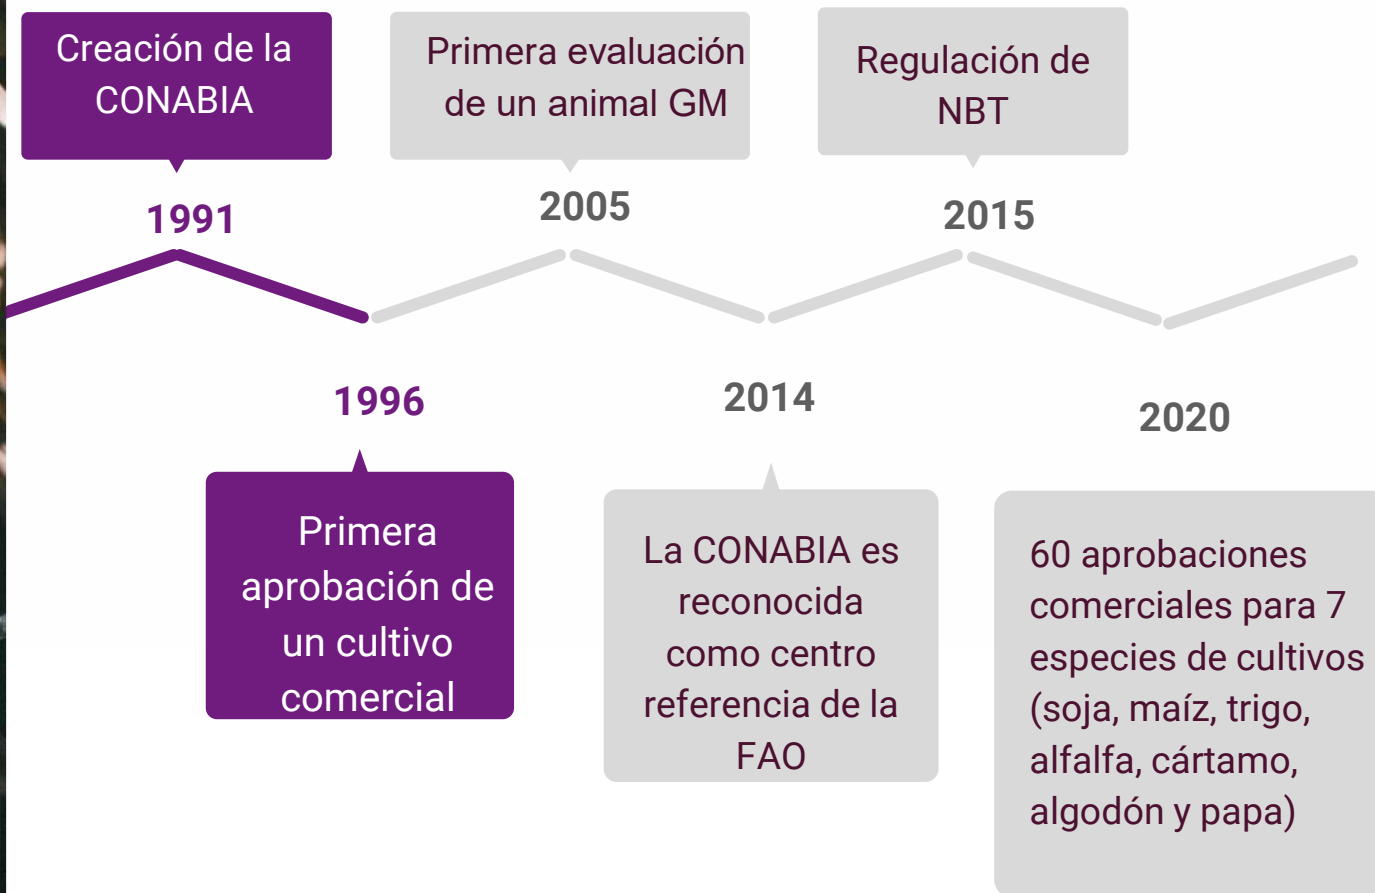 Creación de la
CONABIA
1991
Primera evaluación
de un animal GM
2005
Regulación de
NBT
2015
1996
Primera
aprobación de
un cultivo
comercial
2014
La CONABIA es
reconocida
como centro
referencia de la
FAO
2020
60 aprobaciones
comerciales para 7
especies de cultivos
(soja, maíz, trigo,
alfalfa, cártamo,
algodón y papa)